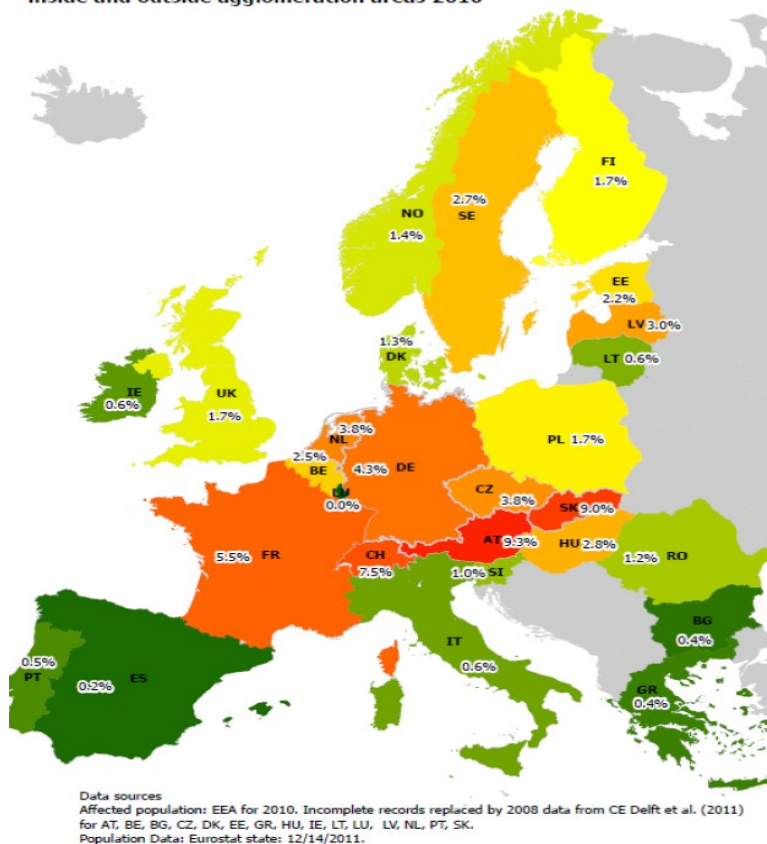 inside and outside agglomeration areas 2010
FI
1.7%
2.7%
SE
NO
1.4%
EE
2.2%
LV 3.0%
LT 0.6%
1.3%
DK
IE
0.6%
UK
1.7%
3.8%
NL
PL 1.7%
2.5%
BE
4.3% DE
LU
0.0%
CZ
3.8%
SK 9.0%
AT 9.3%
HU 2.8%
5.5% FR
CH
7.5%
1.0% SI
1.2% RO
BG
0.4%
IT
0.6%
0.5%
PT
0.2% ES
GR
0.4%
Data sources
Affected population: EEA for 2010. Incomplete records replaced by 2008 data from CE Delft et al. (2011)
for AT, BE, BG, CZ, DK, EE, GR, HU, IE, LT, LU, LV, NL, PT, SK.
Population Data: Eurostat state: 12/14/2011.